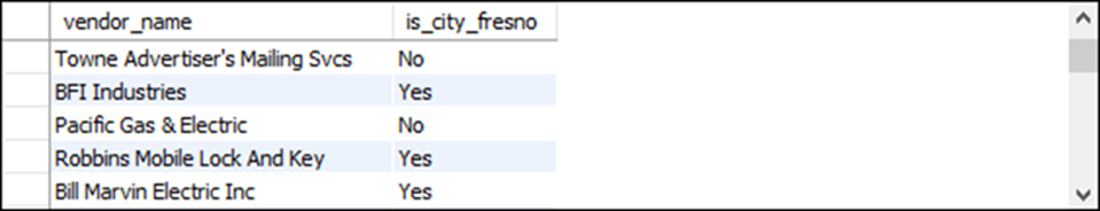 vendor_name is_city_fresno
Towne Advertiser's Mailing Svcs No
BFI Industries Yes
Pacific Gas & Electric No
Robbins Mobile Lock And Key Yes
Bill Marvin Electric Inc Yes